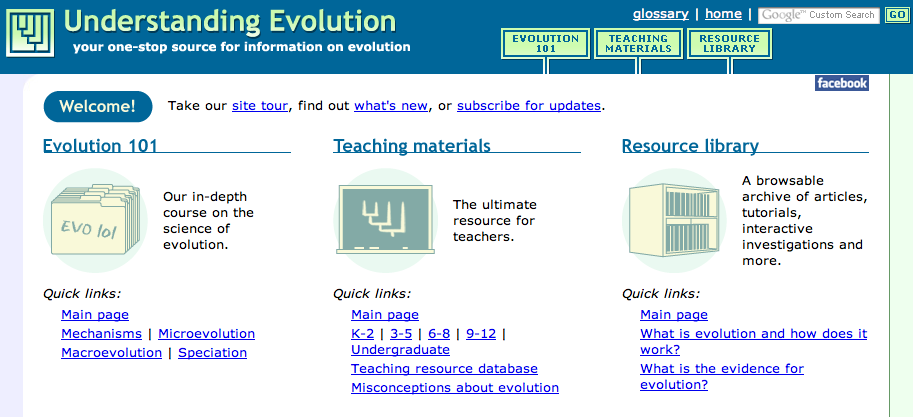 Understanding Evolution
your one-stop source for information on evolution
glossary | home | Google™ Custom Search GO
EVOLUTION 101
TEACHING MATERIALS
RESOURCE LIBRARY
facebook
Welcome! Take our site tour, find out what's new, or subscribe for updates.
Evolution 101
EVO 101
Our in-depth
course on the
science of
evolution.
Quick links:
Main page
Mechanisms | Microevolution
Macroevolution | Speciation
Teaching materials
The ultimate
resource for
teachers.
Quick links:
Main page
K-2 | 3-5 | 6-8 | 9-12 |
Undergraduate
Teaching resource database
Misconceptions about evolution
Resource library
A browsable
archive of articles,
tutorials,
interactive
investigations and
more.
Quick links:
Main page
What is evolution and how does it
work?
What is the evidence for
evolution?